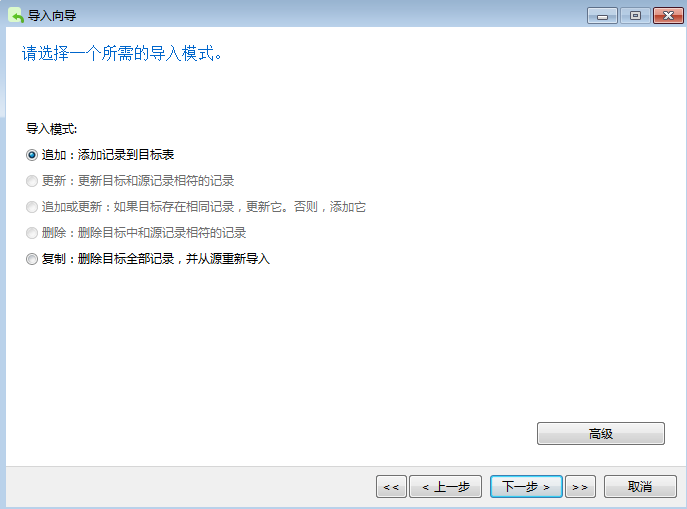 导入向导
请选择一个所需的导入模式。
导入模式:
追加：添加记录到目标表
更新：更新目标和源记录相符的记录
追加或更新：如果目标存在相同记录，更新它。否则，添加它
删除：删除目标中和源记录相符的记录
复制：删除目标全部记录，并从源重新导入
高级
<< < 上一步 下一步 > >> 取消